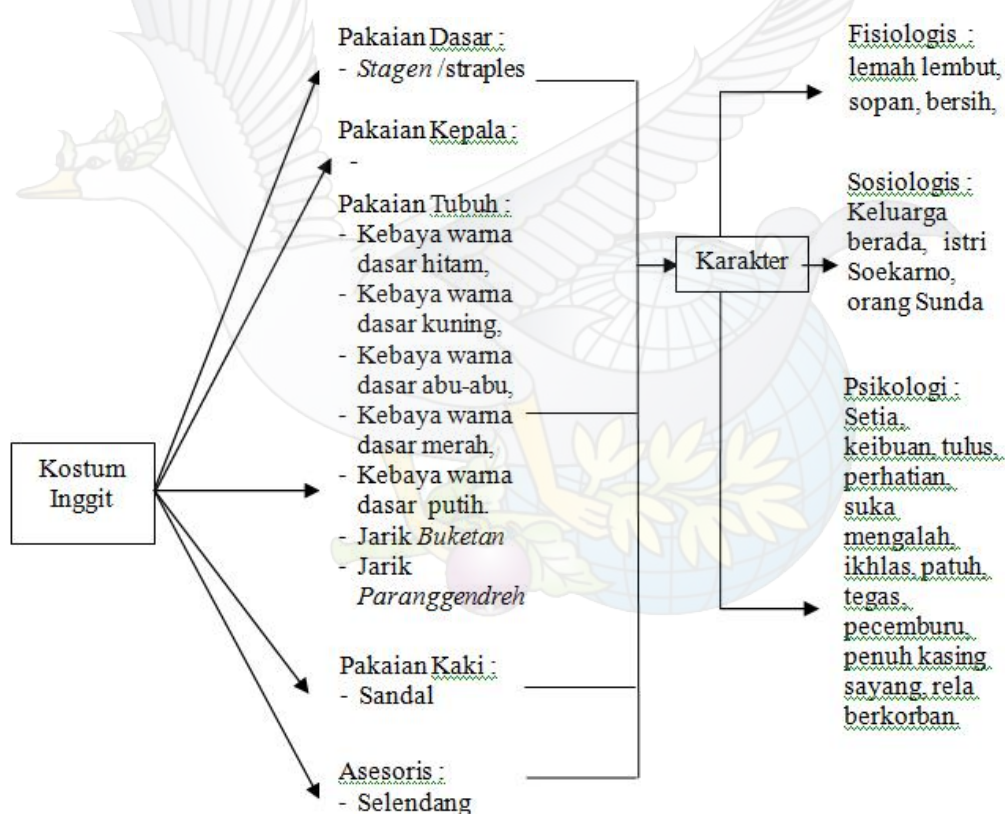 Pakaian Dasar :
- Stagen /straples
Pakaian Kepala :
-
Pakaian Tubuh :
- Kebaya warna
dasar hitam,
- Kebaya warna
dasar kuning,
- Kebaya warna
dasar abu-abu,
- Kebaya warna
dasar merah,
- Kebaya warna
dasar putih.
- Jarik Buketan
- Jarik
Paranggendreh
Pakaian Kaki :
- Sandal
Asesoris :
- Selendang
Kostum
Inggit
Karakter
Fisiologis :
lemah lembut,
sopan, bersih,
Sosiologis :
Keluarga
berada, istri
Soekarno,
orang Sunda
Psikologi :
Setia,
keibuan, tulus,
perhatian,
suka
mengalah,
ikhlas, patuh,
tegas,
pecemburu,
penuh kasing
sayang, rela
berkorban.